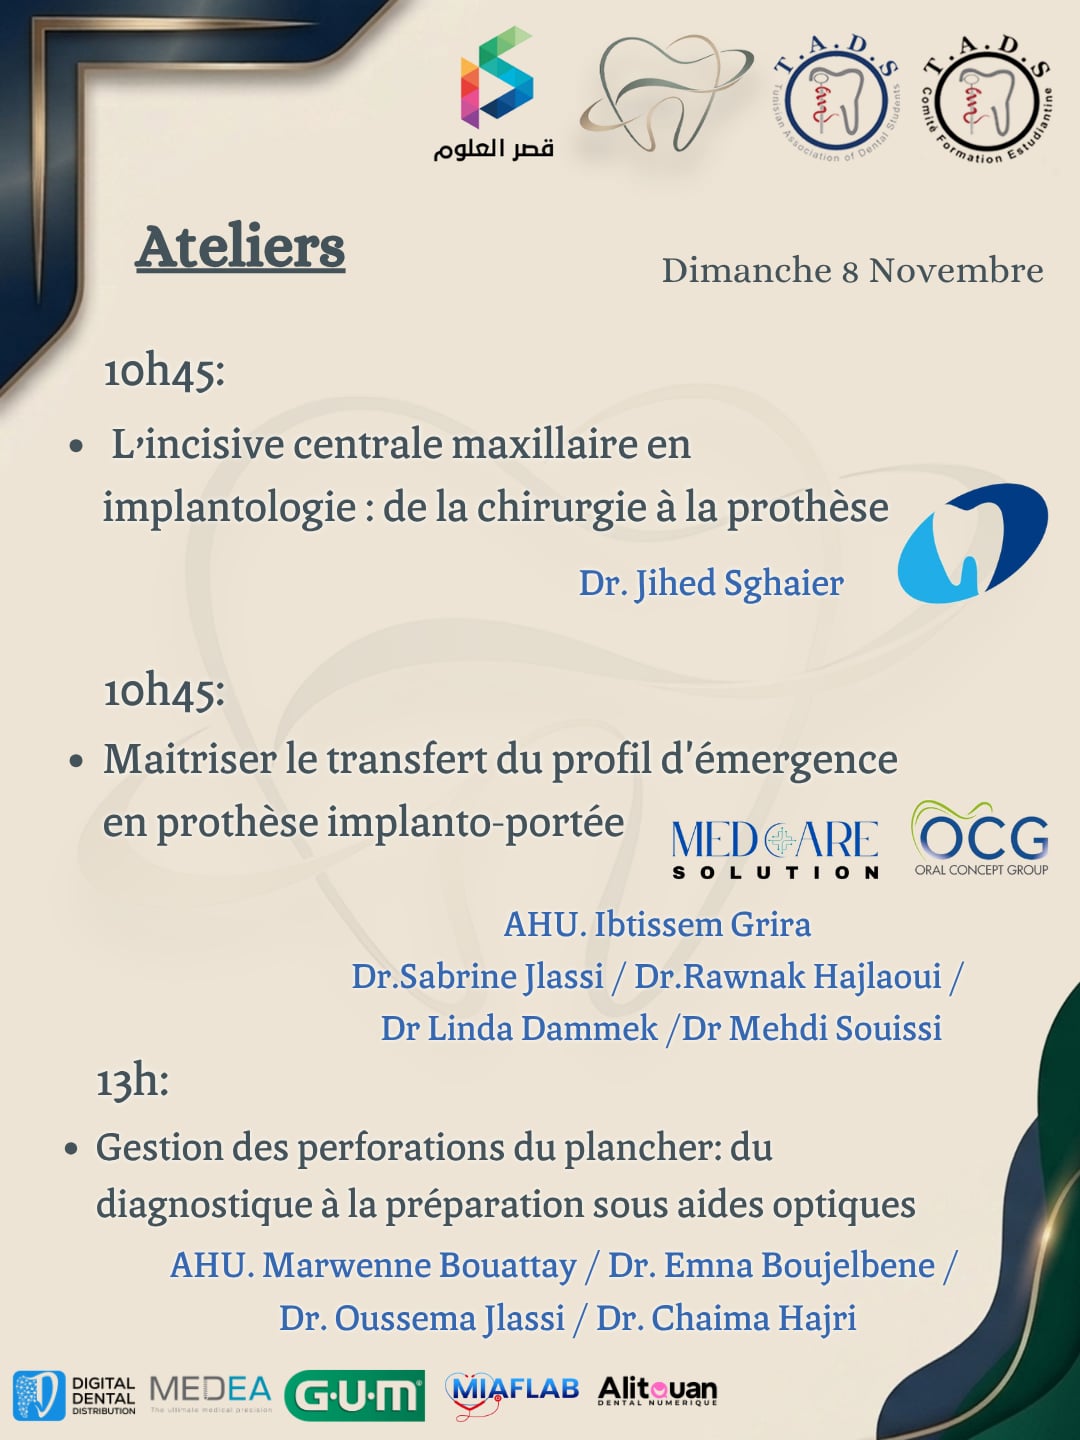 قصر العلوم
T.A.D.S
Tunisian Association of Dental Students
T.A.D.S
Comité Formation Estudiantine
Ateliers
Dimanche 8 Novembre
10h45:
• L'incisive centrale maxillaire en
implantologie : de la chirurgie à la prothèse
Dr. Jihed Sghaier
10h45:
• Maitriser le transfert du profil d'émergence
en prothèse implanto-portée
MEDCARE
SOLUTION
OCG
ORAL CONCEPT GROUP
AHU. Ibtissem Grira
Dr.Sabrine Jlassi / Dr.Rawnak Hajlaoui /
Dr Linda Dammek /Dr Mehdi Souissi
13h:
• Gestion des perforations du plancher: du
diagnostique à la préparation sous aides optiques
AHU. Marwenne Bouattay / Dr. Emna Boujelbene /
Dr. Oussema Jlassi / Dr. Chaima Hajri
DIGITAL
DENTAL
DISTRIBUTION
MEDEA
The ultimate medical precision
G·U·M
MIAFLAB
Alitouan
DENTAL NUMERIQUE